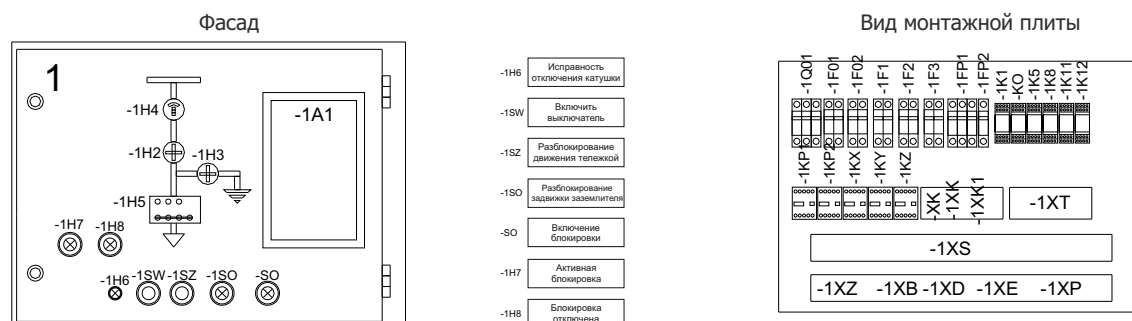 Фасад
1
-1H4
-1A1
-1H2
-1H3
-1H5
-1H7
-1H8
-1H6
-1SW
-1SZ
-1SO
-SO
-1H6
Исправность
отключения катушки
-1SW
Включить
выключатель
-1SZ
Разблокирование
движения тележкой
-1SO
Разблокирование
задвижки заземлителя
-SO
Включение
блокировки
-1H7
Активная
блокировка
-1H8
Блокировка
отключена
Вид монтажной плиты
-1Q01
-1F01
-1F02
-1F1
-1F2
-1F3
-1FP1
-1FP2
-1K1
-KO
-1K5
-1K8
-1K11
-1K12
-1KP1
-1KP2
-1KX
-1KY
-1KZ
-XK
-1XK
-1XK1
-1XT
-1XS
-1XZ
-1XB
-1XD
-1XE
-1XP